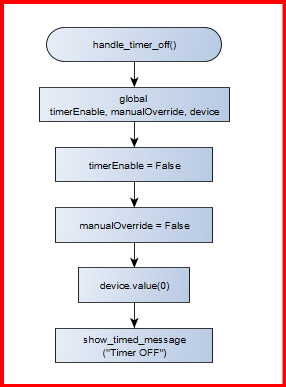 handle_timer_off()
global
timerEnable, manualOverride, device
timerEnable = False
manualOverride = False
device.value(0)
show_timed_message
("Timer OFF")